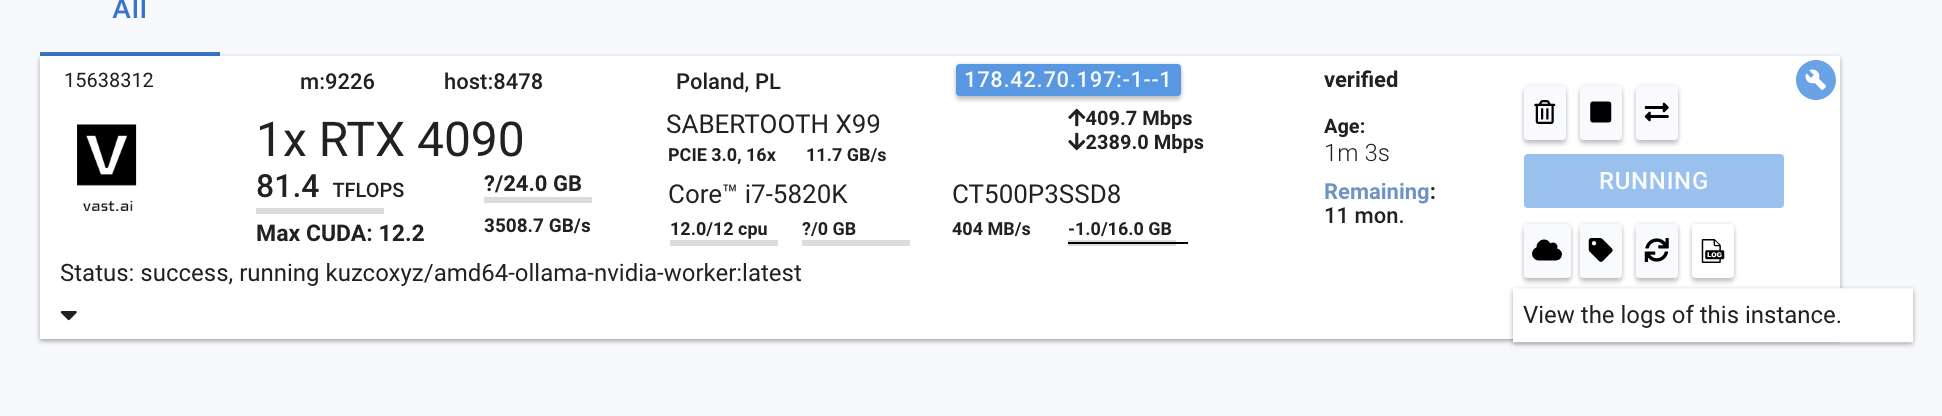 All
15638312 m:9226 host:8478 Poland, PL 178.42.70.197:-1--1 verified
V
vast.ai
1x RTX 4090
81.4 TFLOPS ?/24.0 GB
3508.7 GB/s
Max CUDA: 12.2
SABERTOOTH X99
PCIE 3.0, 16x 11.7 GB/s
↑409.7 Mbps
↓2389.0 Mbps
Core™ i7-5820K
12.0/12 cpu ?/0 GB
CT500P3SSD8
404 MB/s -1.0/16.0 GB
Age:
1m 3s
Remaining:
11 mon.
RUNNING
LOG
Status: success, running kuzcoxyz/amd64-ollama-nvidia-worker:latest
View the logs of this instance.